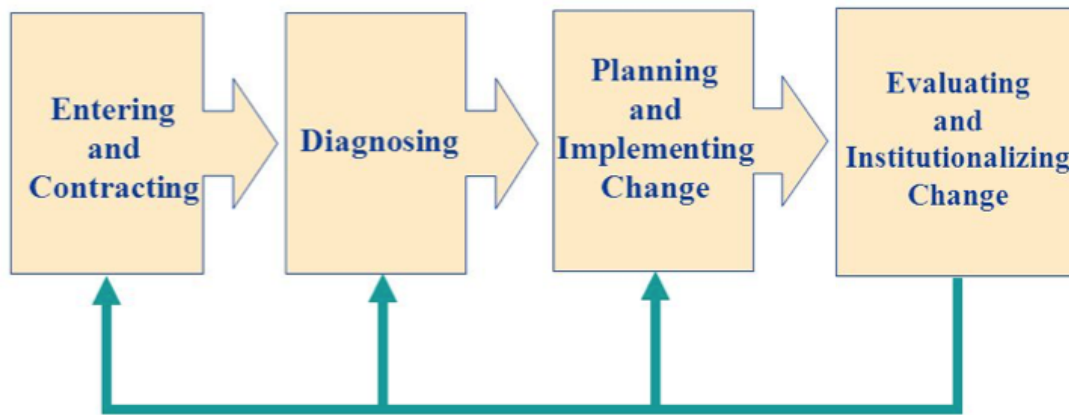 Entering
and
Contracting
Diagnosing
Planning
and
Implementing
Change
Evaluating
and
Institutionalizing
Change